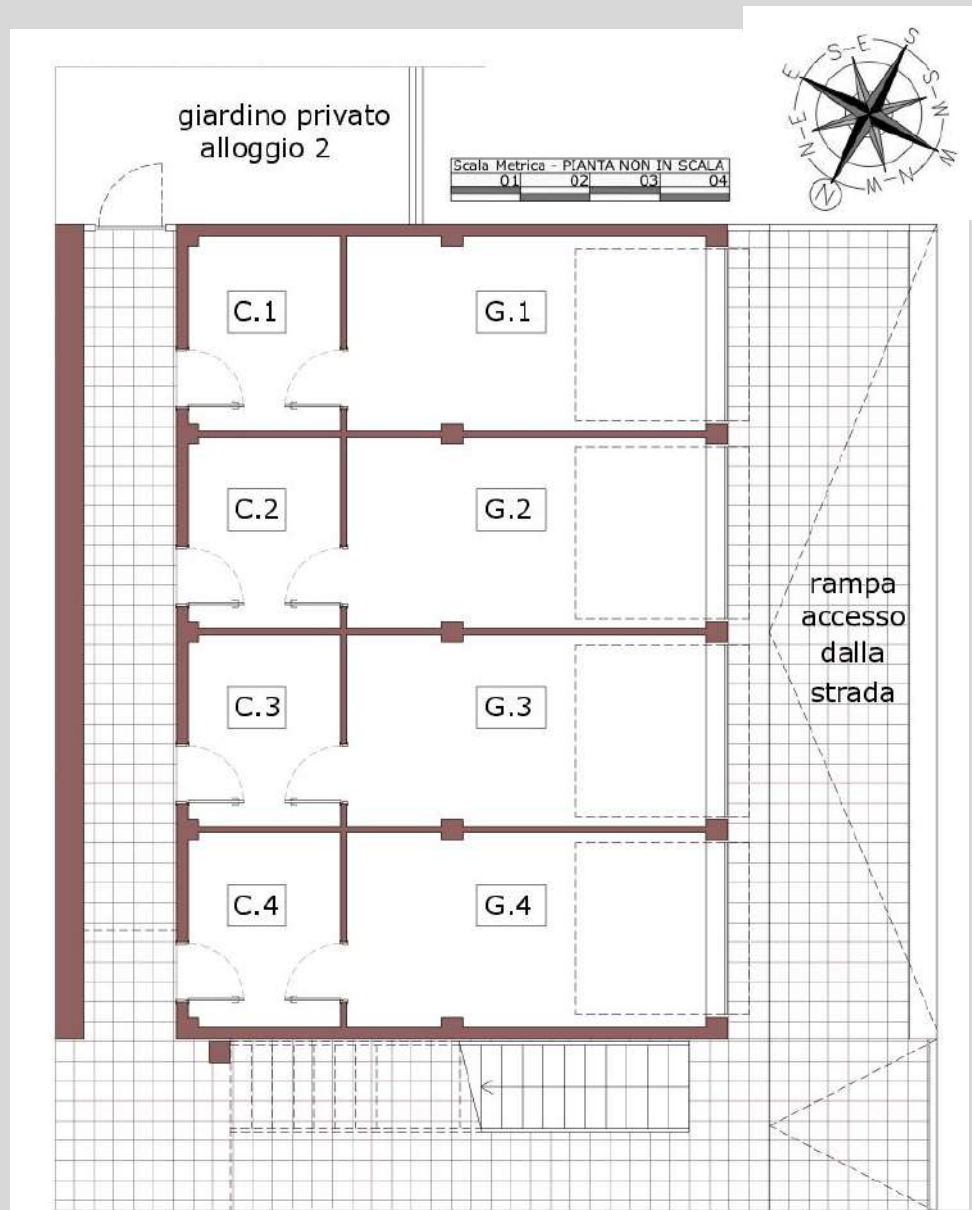 giardino privato
alloggio 2
Scala Metrica - PIANTA NON IN SCALA
01 02 03 04
S
S-E
S-W
E
W
N-E
N-W
N
C.1 G.1
C.2 G.2
C.3 G.3
C.4 G.4
rampa
accesso
dalla
strada